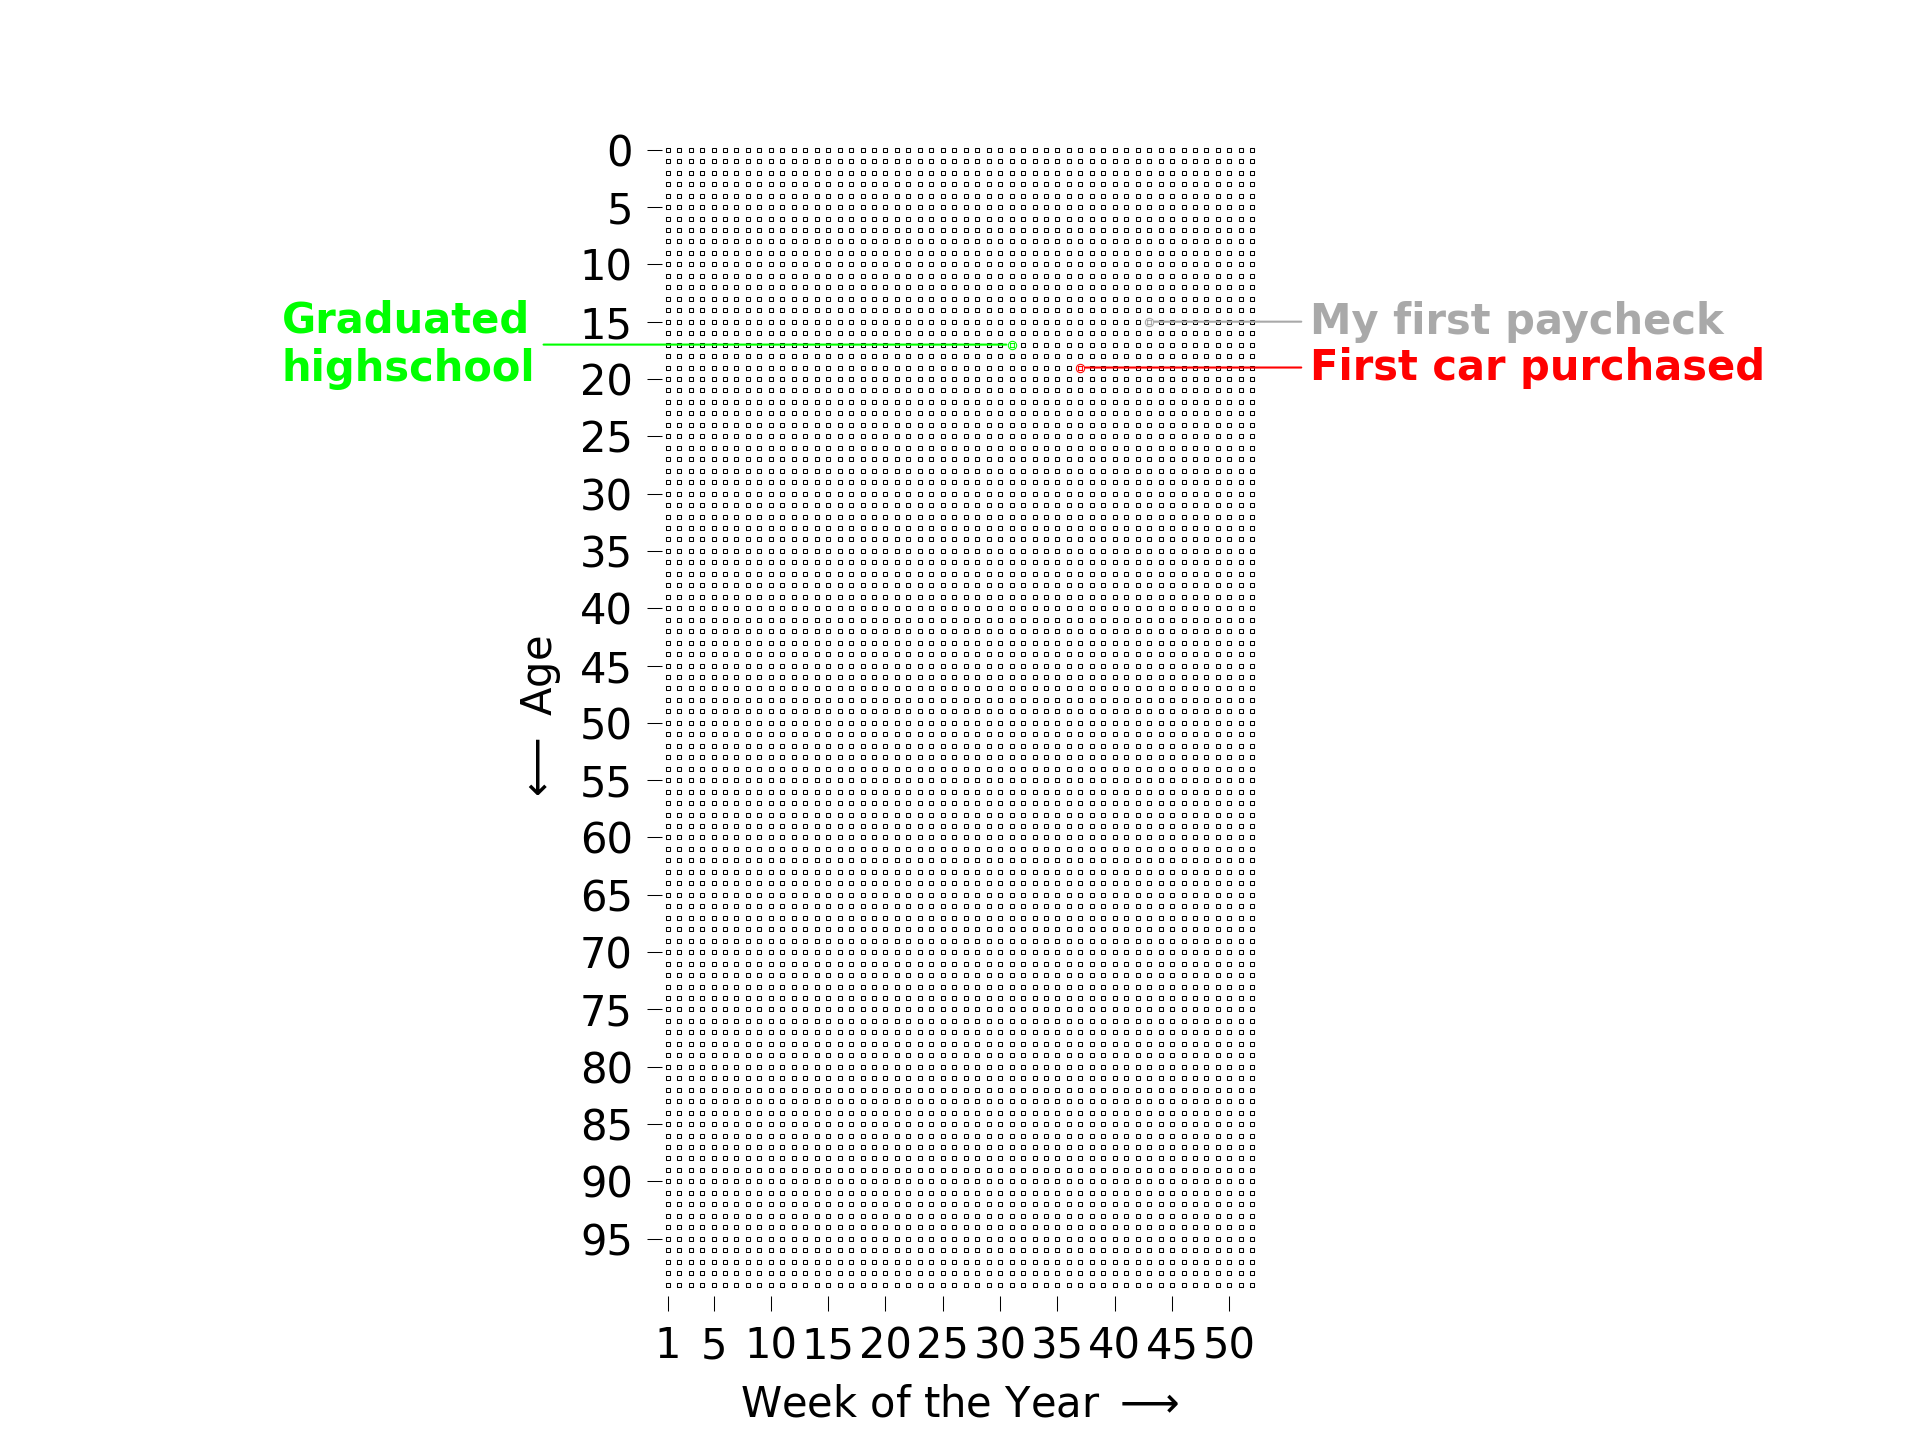 0
5
10
15
20
25
30
35
40
45
50
55
60
65
70
75
80
85
90
95
Graduated
highschool
My first paycheck
First car purchased
← Age
1 5 10 15 20 25 30 35 40 45 50
Week of the Year →